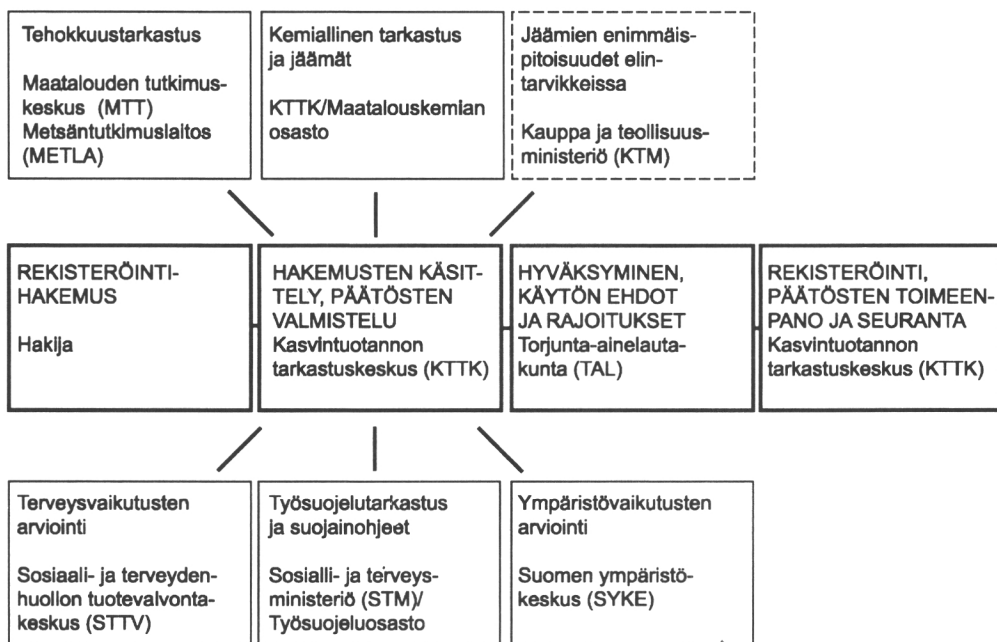 Tehokkuustarkastus
Maatalouden tutkimus-
keskus (MTT)
Metsäntutkimuslaitos
(METLA)
Kemiallinen tarkastus
ja jäämät
KTTK/Maatalouskemian
osasto
Jäämien enimmäis-
pitoisuudet elin-
tarvikkeissa
Kauppa ja teollisuus-
ministeriö (KTM)
REKISTERÖINTI-
HAKEMUS
Hakija
HAKEMUSTEN KÄSIT-
TELY, PÄÄTÖSTEN
VALMISTELU
Kasvintuotannon
tarkastuskeskus (KTTK)
HYVÄKSYMINEN,
KÄYTÖN EHDOT
JA RAJOITUKSET
Torjunta-ainelauta-
kunta (TAL)
REKISTERÖINTI,
PÄÄTÖSTEN TOIMEEN-
PANO JA SEURANTA
Kasvintuotannon
tarkastuskeskus (KTTK)
Terveysvaikutusten
arviointi
Sosiaali- ja terveyden-
huollon tuotevalvonta-
keskus (STTV)
Työsuojelutarkastus
ja suojainohjeet
Sosialli- ja terveys-
ministeriö (STM)/
Työsuojeluosasto
Ympäristövaikutusten
arviointi
Suomen ympäristö-
keskus (SYKE)